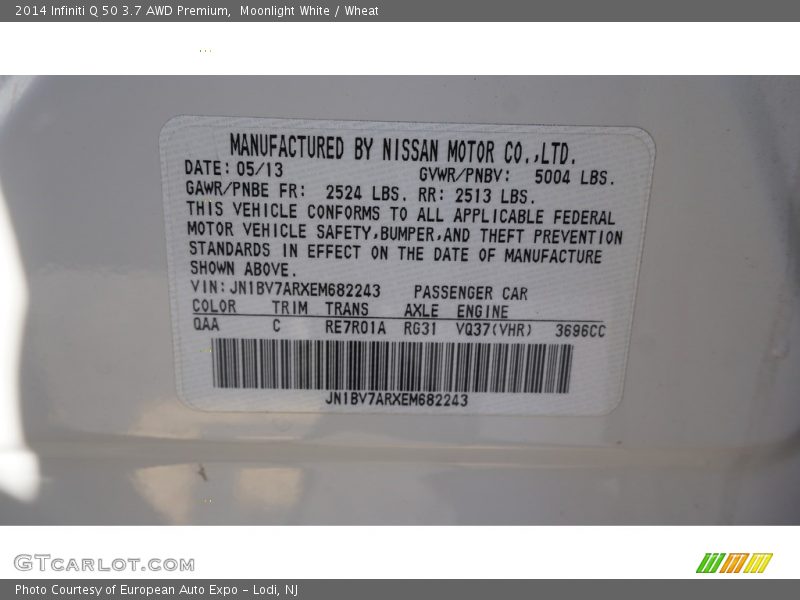 2014 Infiniti Q 50 3.7 AWD Premium,  Moonlight White / Wheat
MANUFACTURED BY NISSAN MOTOR CO.,LTD.
DATE: 05/13 GVWR/PNBV: 5004 LBS.
GAWR/PNBE FR: 2524 LBS. RR: 2513 LBS.
THIS VEHICLE CONFORMS TO ALL APPLICABLE FEDERAL
MOTOR VEHICLE SAFETY,BUMPER,AND THEFT PREVENTION
STANDARDS IN EFFECT ON THE DATE OF MANUFACTURE
SHOWN ABOVE.
VIN: JN1BV7ARXEM682243 PASSENGER CAR
COLOR TRIM TRANS AXLE ENGINE
QAA C RE7R01A RG31 VQ37(VHR) 3696CC
JN1BV7ARXEM682243
GTcarlot.com
Photo Courtesy of European Auto Expo - Lodi, NJ